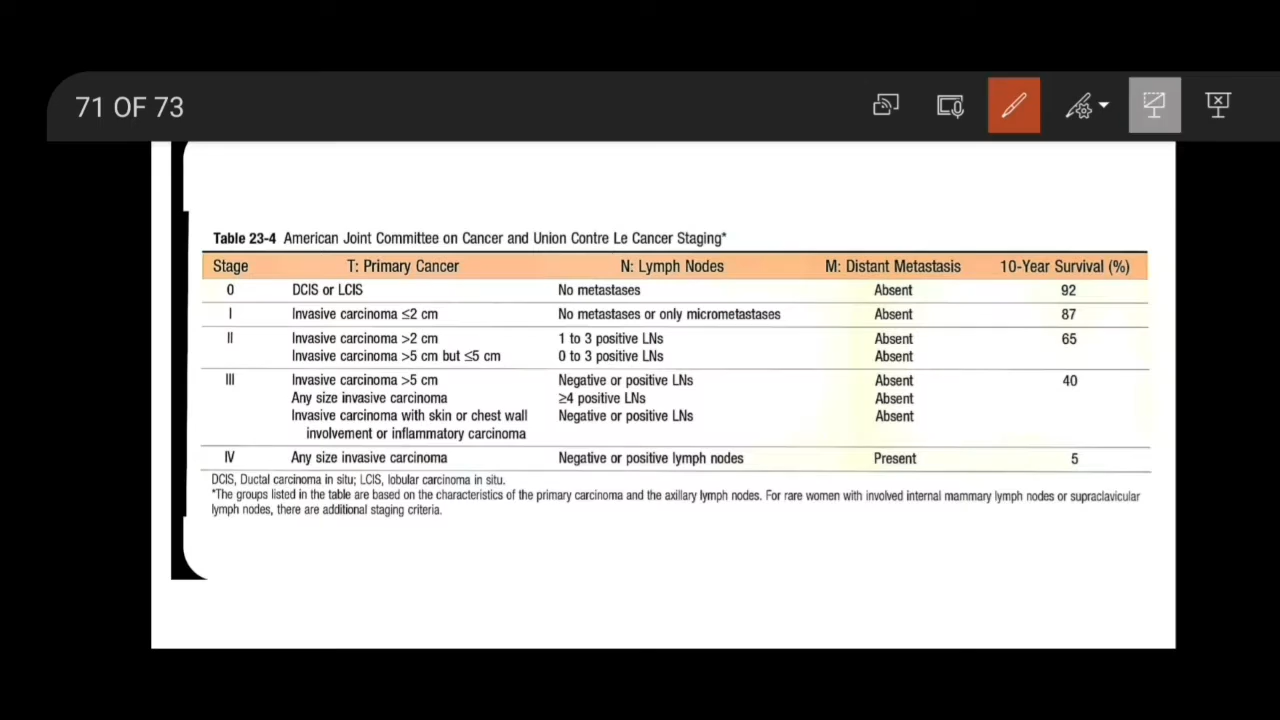 71 OF 73
Table 23-4 American Joint Committee on Cancer and Union Contre Le Cancer Staging*
Stage T: Primary Cancer N: Lymph Nodes M: Distant Metastasis 10-Year Survival (%)
0 DCIS or LCIS No metastases Absent 92
I Invasive carcinoma ≤2 cm No metastases or only micrometastases Absent 87
II Invasive carcinoma >2 cm 1 to 3 positive LNs Absent 65
Invasive carcinoma >5 cm but ≤5 cm 0 to 3 positive LNs Absent
III Invasive carcinoma >5 cm Negative or positive LNs Absent 40
Any size invasive carcinoma ≥4 positive LNs Absent
Invasive carcinoma with skin or chest wall Negative or positive LNs Absent
involvement or inflammatory carcinoma
IV Any size invasive carcinoma Negative or positive lymph nodes Present 5
DCIS, Ductal carcinoma in situ; LCIS, lobular carcinoma in situ.
*The groups listed in the table are based on the characteristics of the primary carcinoma and the axillary lymph nodes. For rare women with involved internal mammary lymph nodes or supraclavicular
lymph nodes, there are additional staging criteria.